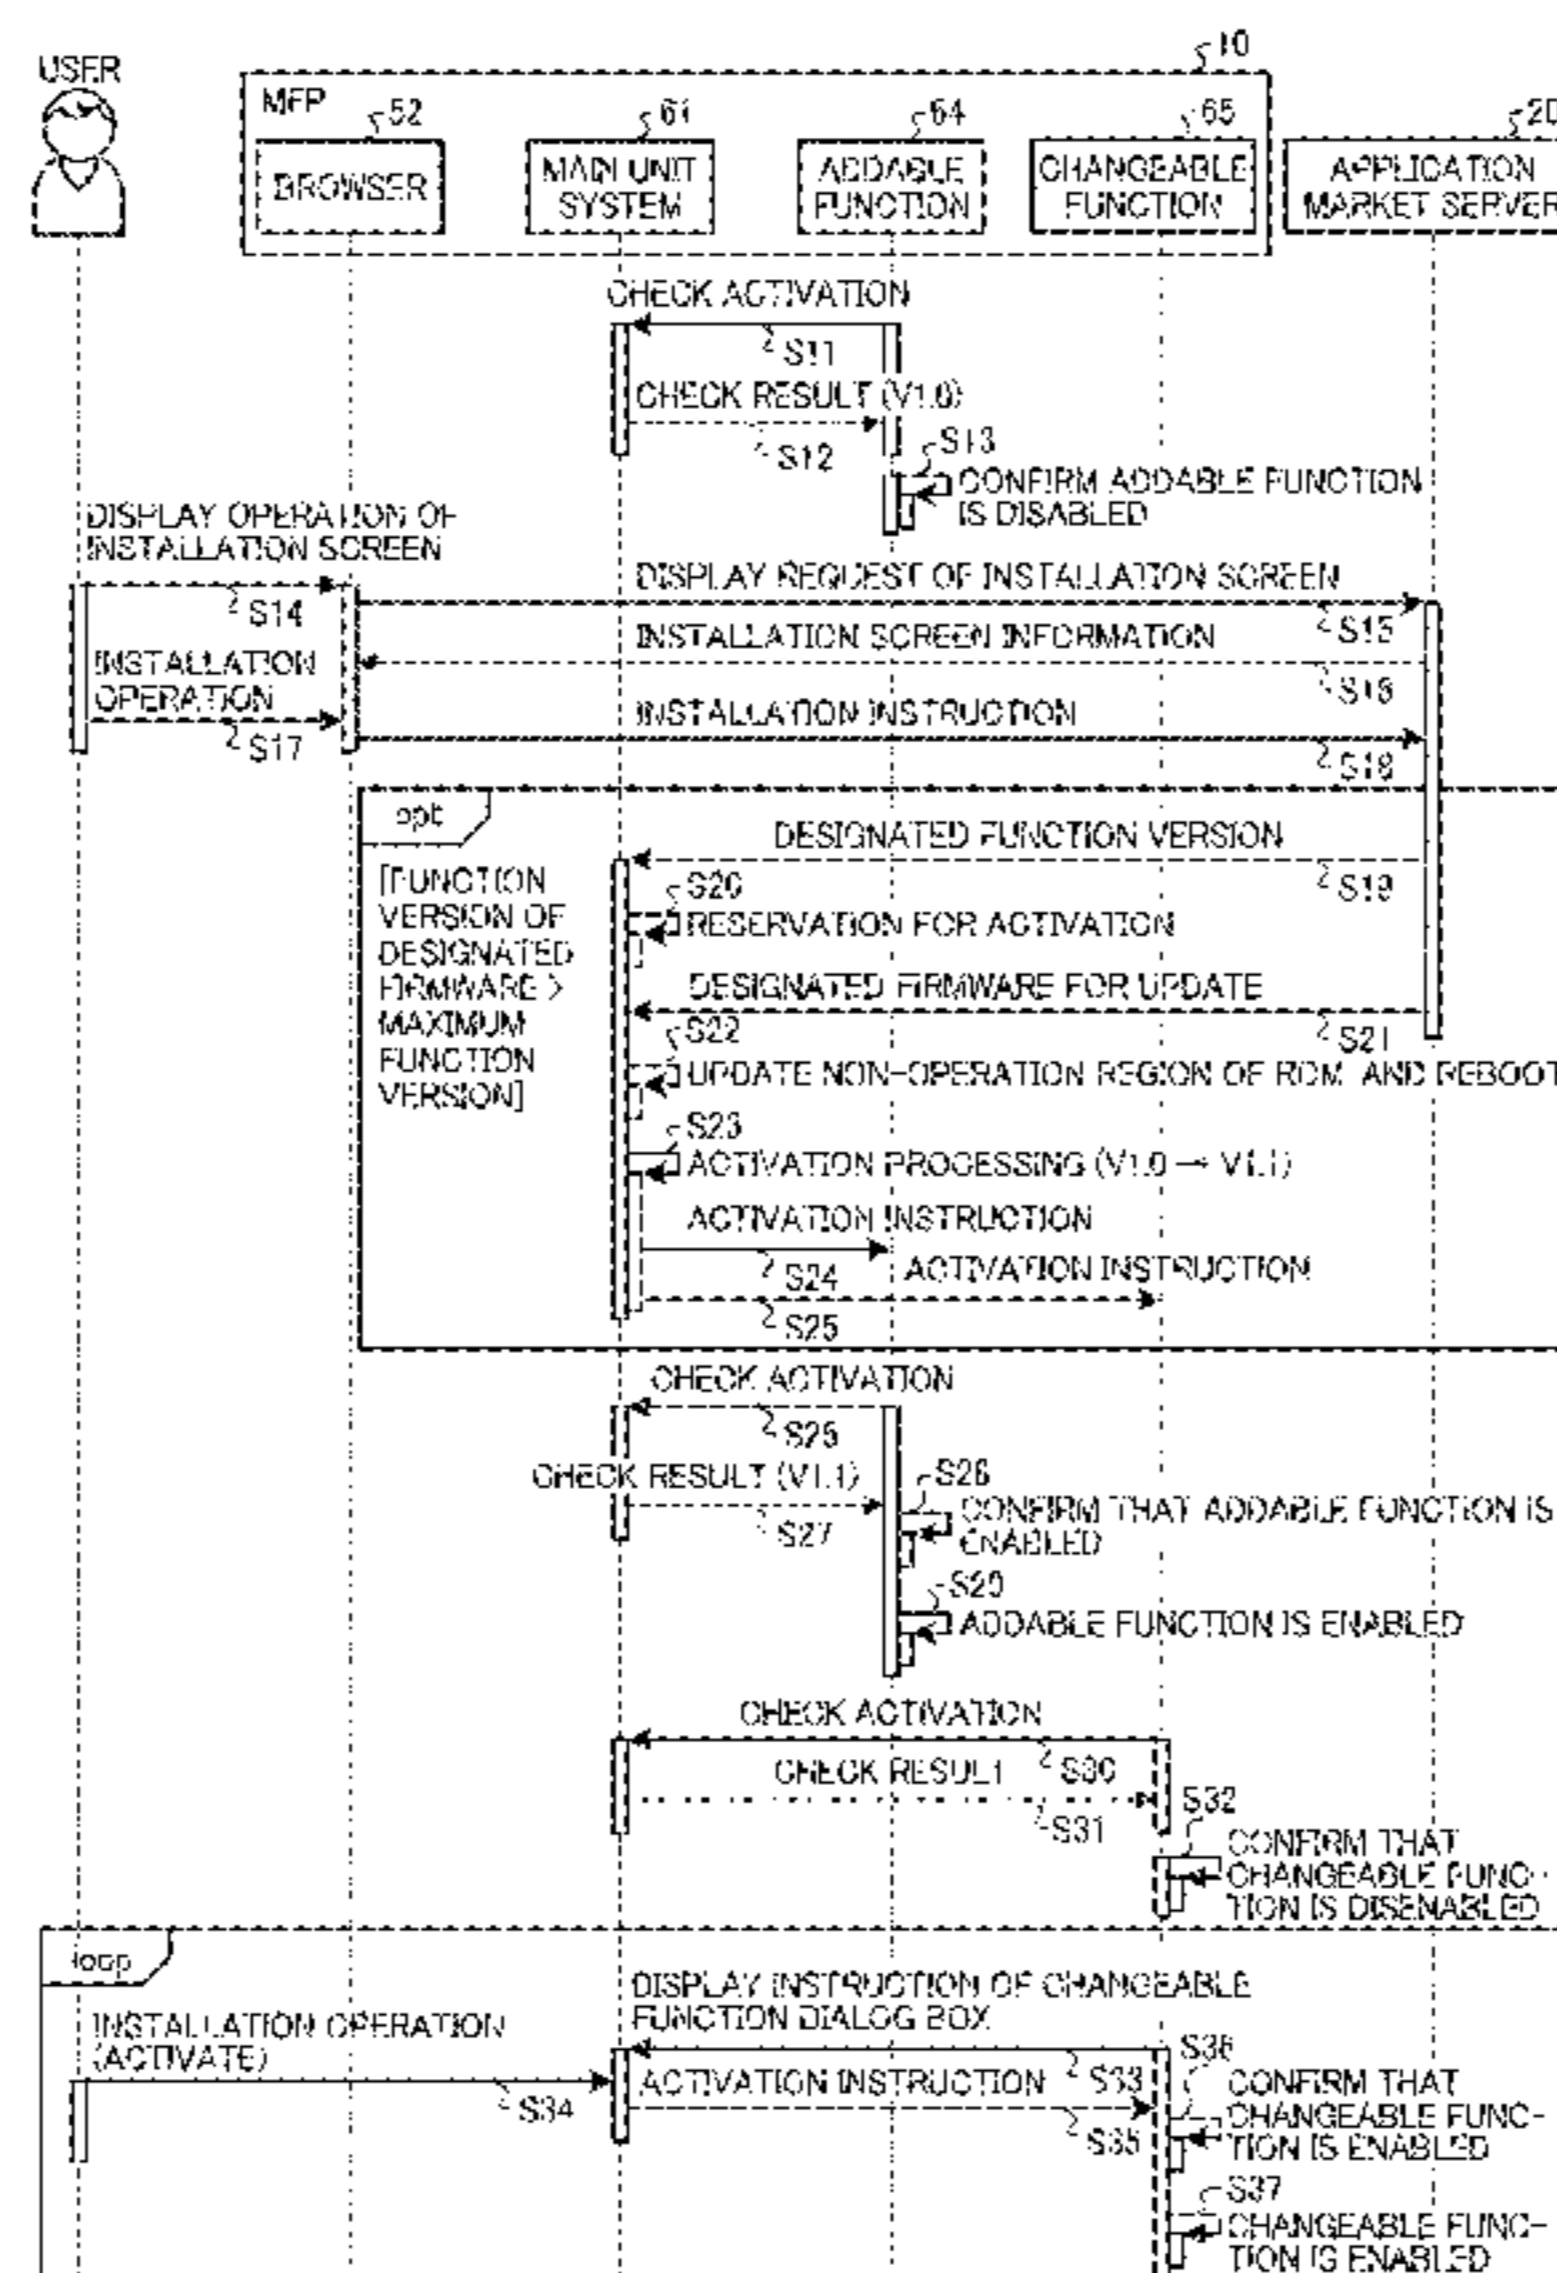 10
USER
MFP
52
61
64
65
20
BROWSER
MAIN UNIT
SYSTEM
ADDABLE
FUNCTION
CHANGEABLE
FUNCTION
APPLICATION
MARKET SERVER
CHECK ACTIVATION
S11
CHECK RESULT (V1.0)
S12
S13
CONFIRM ADDABLE FUNCTION
IS DISABLED
DISPLAY OPERATION OF
INSTALLATION SCREEN
S14
DISPLAY REQUEST OF INSTALLATION SCREEN
S15
INSTALLATION SCREEN INFORMATION
S16
INSTALLATION
OPERATION
S17
INSTALLATION INSTRUCTION
S18
opt
[FUNCTION
VERSION OF
DESIGNATED
FIRMWARE >
MAXIMUM
FUNCTION
VERSION]
DESIGNATED FUNCTION VERSION
S19
S20
RESERVATION FOR ACTIVATION
DESIGNATED FIRMWARE FOR UPDATE
S21
S22
UPDATE NON-OPERATION REGION OF ROM AND REBOOT
S23
ACTIVATION PROCESSING (V1.0 → V1.1)
ACTIVATION INSTRUCTION
S24
ACTIVATION INSTRUCTION
S25
CHECK ACTIVATION
S26
CHECK RESULT (V1.1)
S27
S28
CONFIRM THAT ADDABLE FUNCTION IS
ENABLED
S29
ADDABLE FUNCTION IS ENABLED
CHECK ACTIVATION
S30
CHECK RESULT
S31
S32
CONFIRM THAT
CHANGEABLE FUNC-
TION IS DISENABLED
loop
DISPLAY INSTRUCTION OF CHANGEABLE
FUNCTION DIALOG BOX
S33
INSTALLATION OPERATION
(ACTIVATE)
S34
ACTIVATION INSTRUCTION
S35
S36
CONFIRM THAT
CHANGEABLE FUNC-
TION IS ENABLED
S37
CHANGEABLE FUNC-
TION IS ENABLED